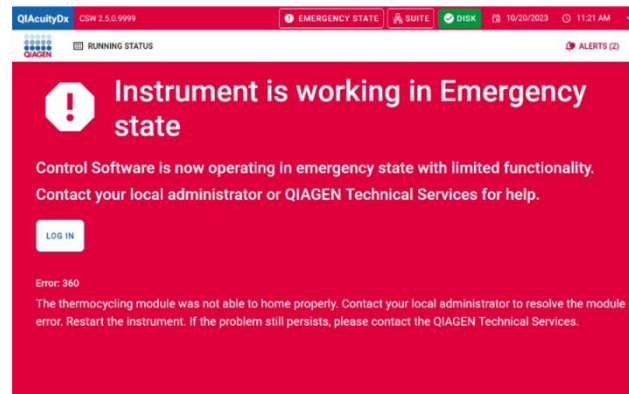 QIAcuityDx CSW 2.5.0.9999 EMERGENCY STATE SUITE DISK 10/20/2023 11:21 AM
QIAGEN RUNNING STATUS ALERTS (2)
Instrument is working in Emergency
state
Control Software is now operating in emergency state with limited functionality.
Contact your local administrator or QIAGEN Technical Services for help.
LOG IN
Error: 360
The thermocycling module was not able to home properly. Contact your local administrator to resolve the module
error. Restart the instrument. If the problem still persists, please contact the QIAGEN Technical Services.